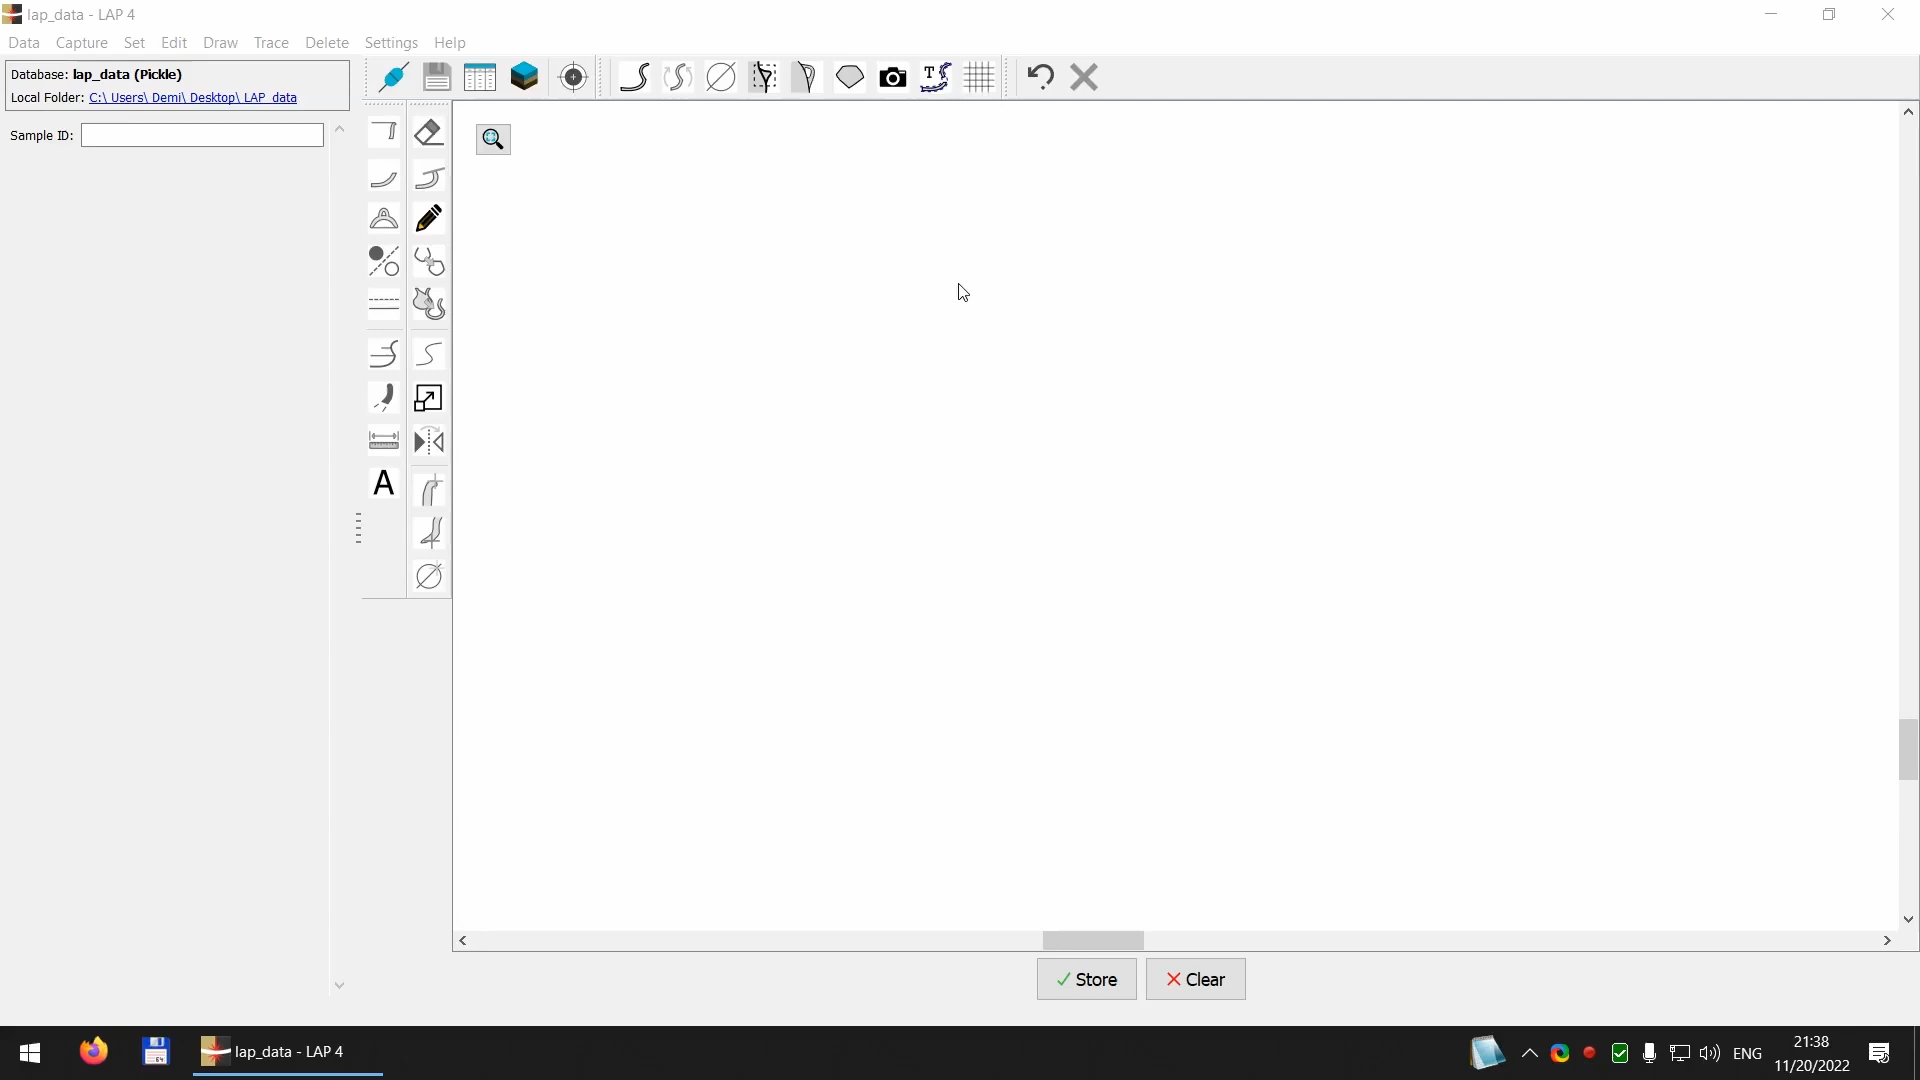 lap_data - LAP 4
Data Capture Set Edit Draw Trace Delete Settings Help
Database: lap_data (Pickle)
Local Folder: C:\ Users\ Demi\ Desktop\ LAP_data
Sample ID:
T
A
Store
Clear
64
lap_data - LAP 4
ENG
21:38
11/20/2022